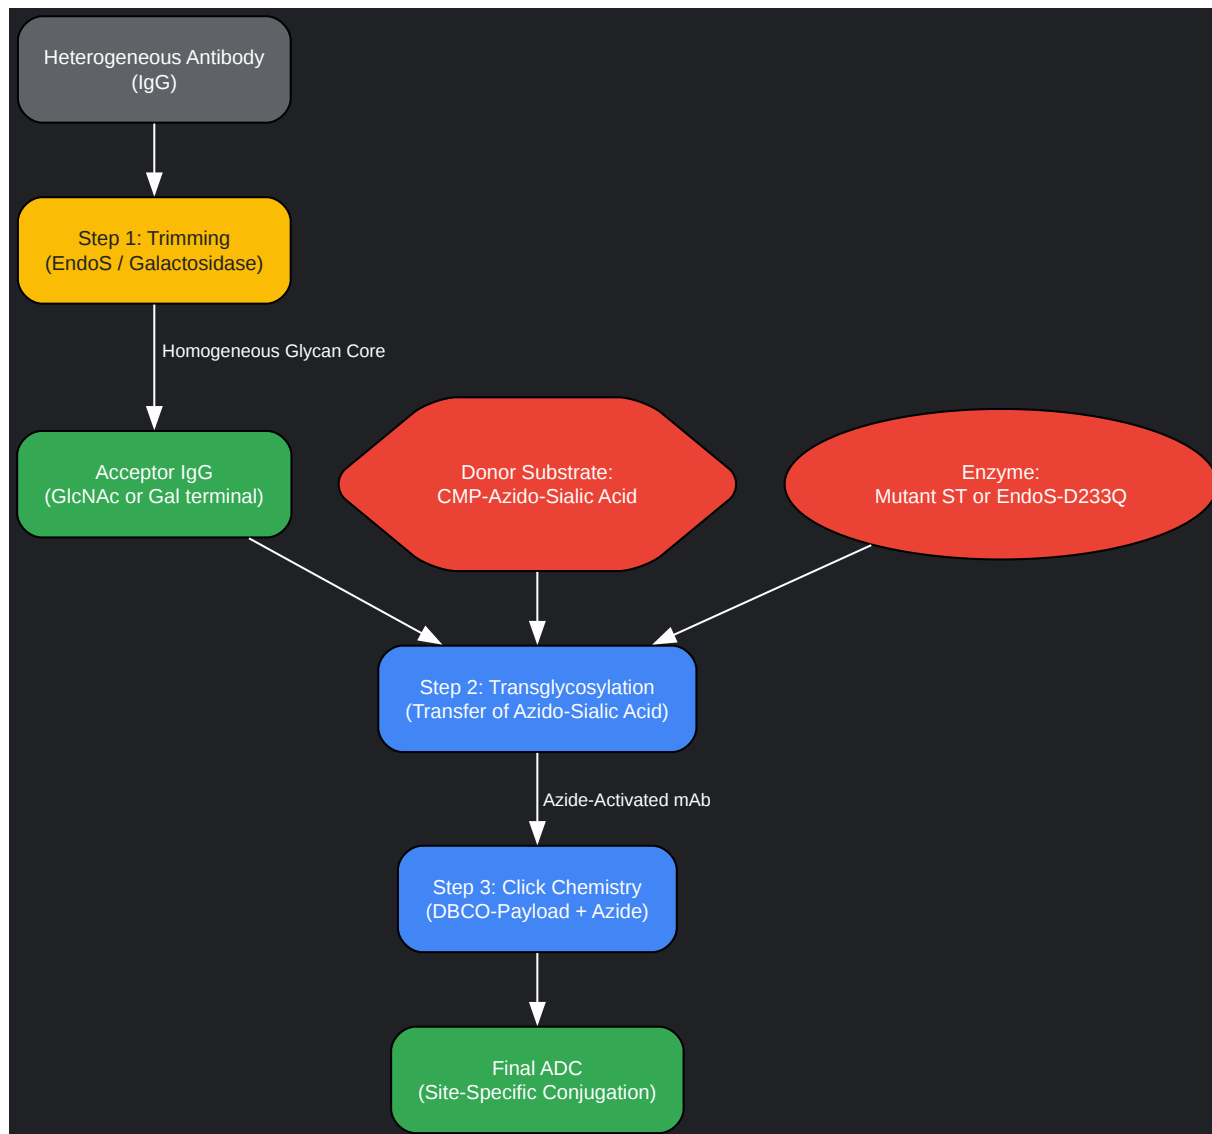 Heterogeneous Antibody
(IgG)
Step 1: Trimming
(EndoS / Galactosidase)
Homogeneous Glycan Core
Acceptor IgG
(GlcNAc or Gal terminal)
Donor Substrate:
CMP-Azido-Sialic Acid
Enzyme:
Mutant ST or EndoS-D233Q
Step 2: Transglycosylation
(Transfer of Azido-Sialic Acid)
Azide-Activated mAb
Step 3: Click Chemistry
(DBCO-Payload + Azide)
Final ADC
(Site-Specific Conjugation)